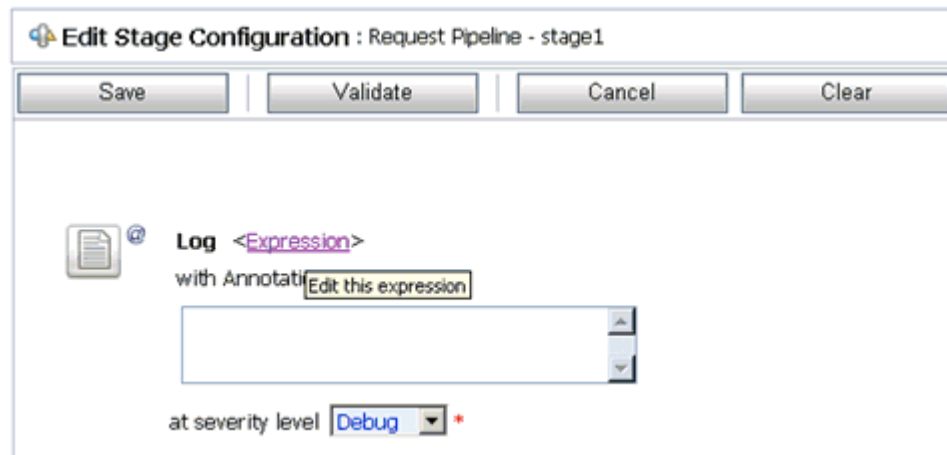 Edit Stage Configuration : Request Pipeline - stage1
Save Validate Cancel Clear
@ Log <Expression>
with Annotati
Edit this expression
at severity level Debug *